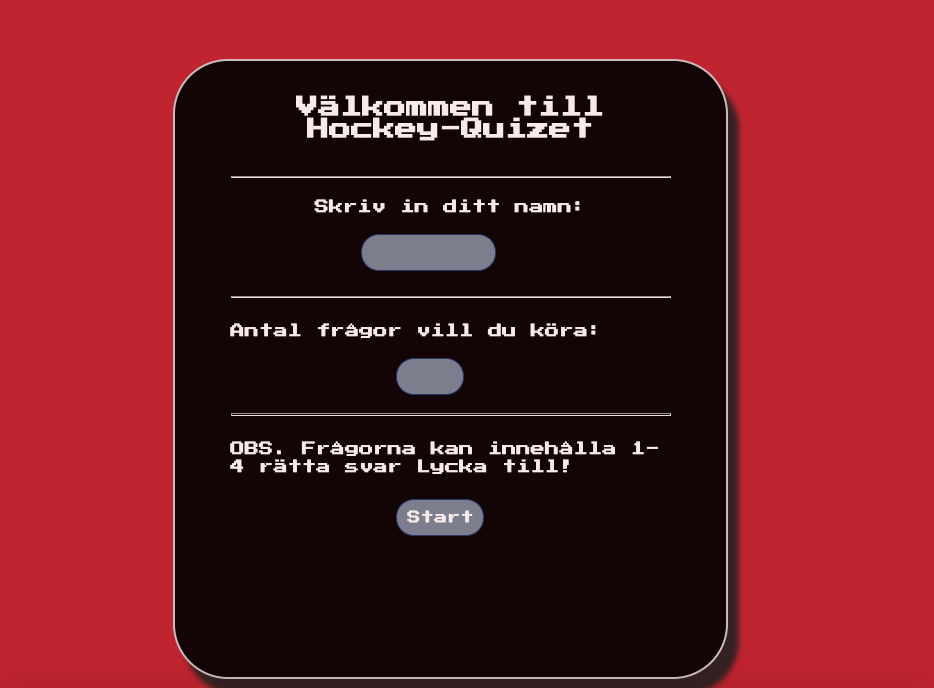 Välkommen till
Hockey-Quizet
Skriv in ditt namn:
Antal frågor vill du köra:
OBS. Frågorna kan innehålla 1-
4 rätta svar Lycka till!
Start